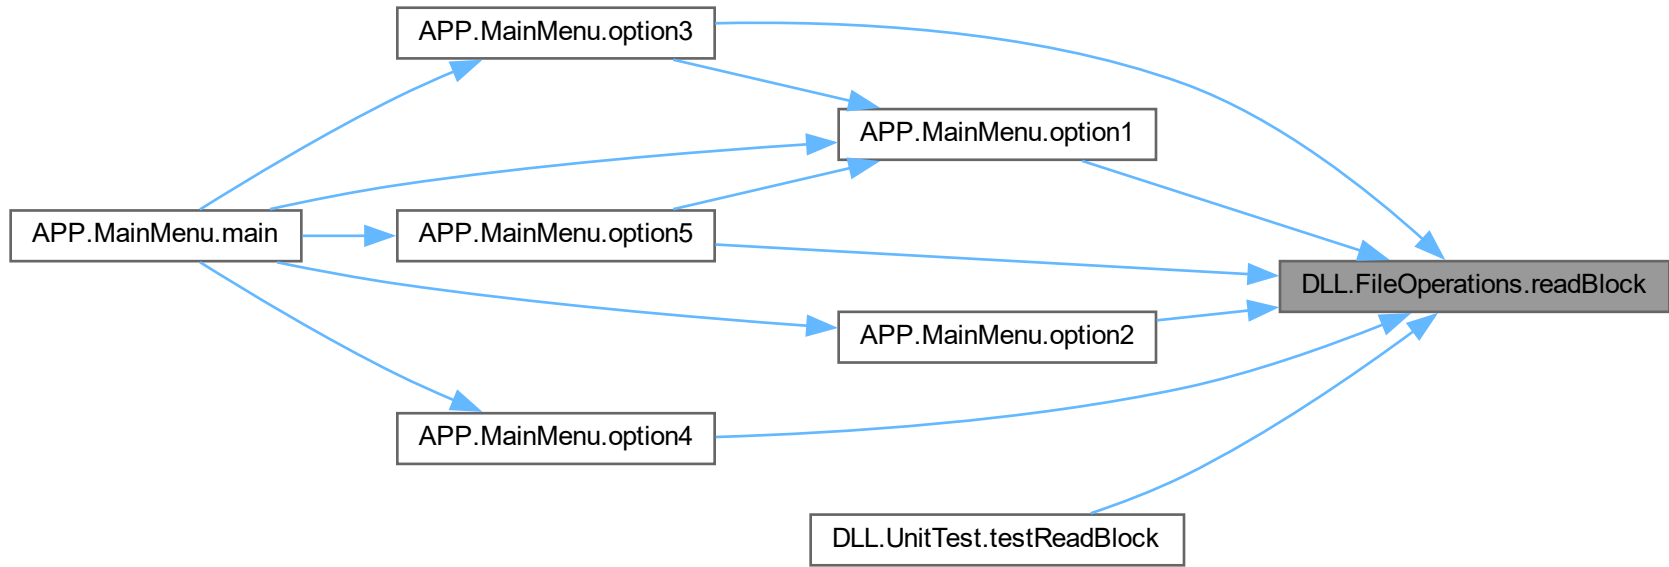 APP.MainMenu.option3
APP.MainMenu.option1
APP.MainMenu.main
APP.MainMenu.option5
DLL.FileOperations.readBlock
APP.MainMenu.option2
APP.MainMenu.option4
DLL.UnitTest.testReadBlock